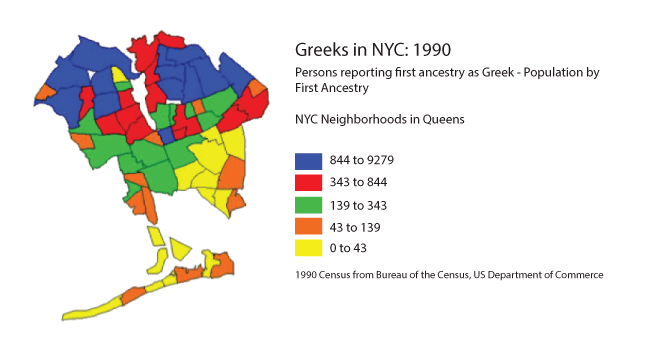 Greeks in NYC: 1990
Persons reporting first ancestry as Greek - Population by
First Ancestry
NYC Neighborhoods in Queens
844 to 9279
343 to 844
139 to 343
43 to 139
0 to 43
1990 Census from Bureau of the Census, US Department of Commerce